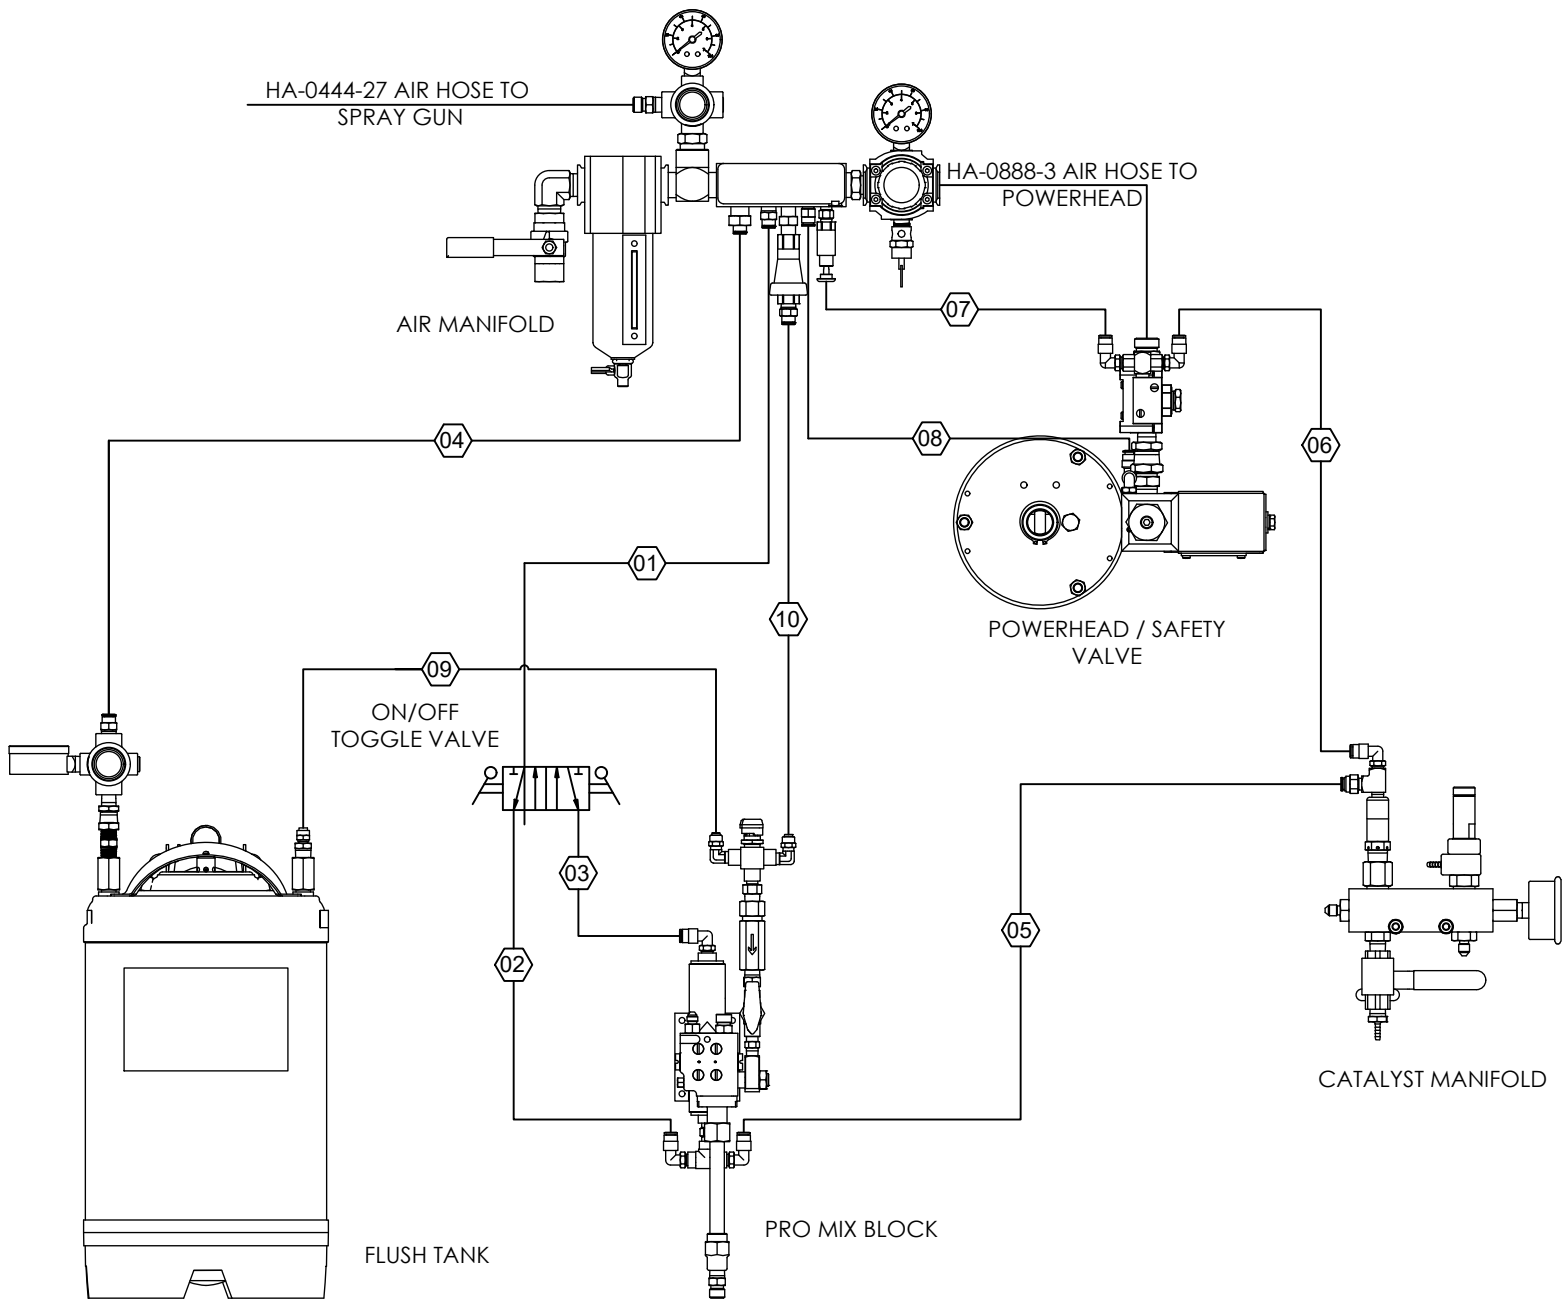 HA-0444-27 AIR HOSE TO
SPRAY GUN
HA-0888-3 AIR HOSE TO
POWERHEAD
AIR MANIFOLD
07
04
08
06
01
10
POWERHEAD / SAFETY
VALVE
09
ON/OFF
TOGGLE VALVE
03
05
02
CATALYST MANIFOLD
PRO MIX BLOCK
FLUSH TANK